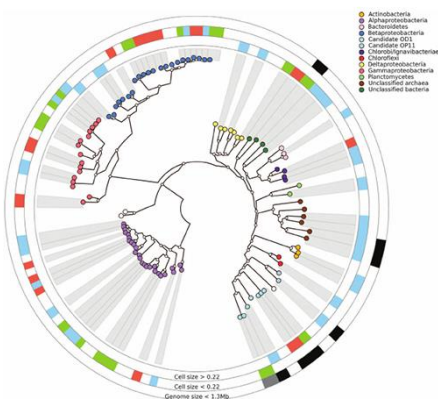 Actinobacteria
Alphaproteobacteria
Bacteroidetes
Betaproteobacteria
Candidate OD1
Candidate OP11
Chlorobi/Ignavibacteriae
Chloroflexi
Deltaproteobacteria
Gammaproteobacteria
Planctomycetes
Unclassified archaea
Unclassified bacteria
Cell size > 0.22
Cell size < 0.22
Genome size < 1.3Mb